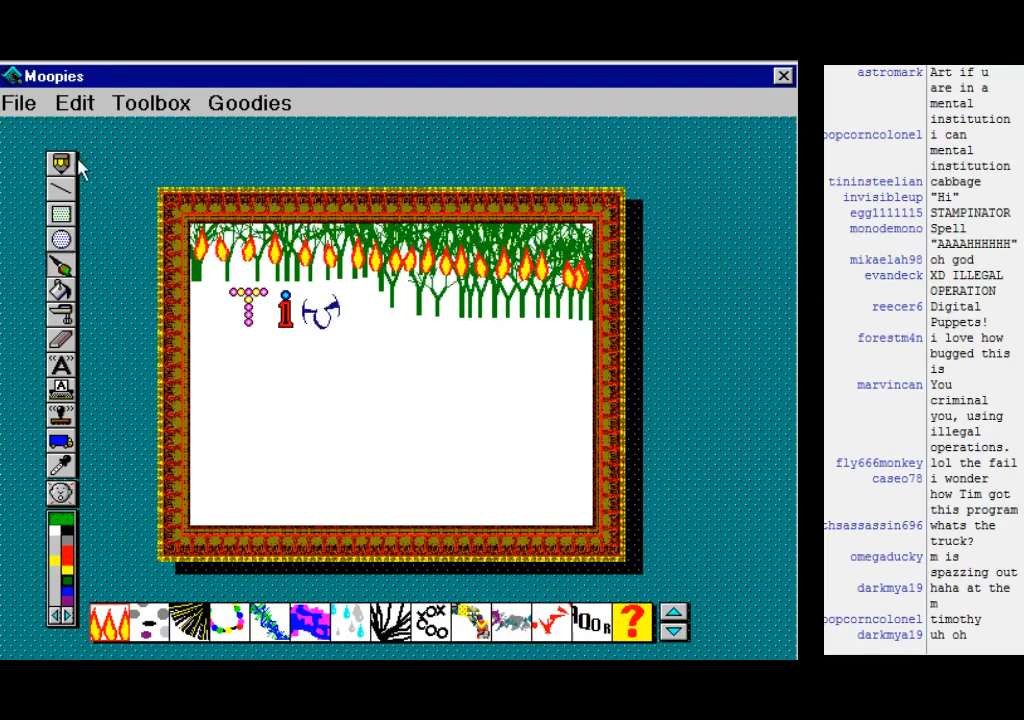 Moopies
File Edit Toolbox Goodies
Ti
"A"
A
?
astromark Art if u
are in a
mental
institution
popcorncolonel i can
mental
institution
tininsteelian cabbage
invisibleup "Hi"
egg1111115 STAMPINATOR
monodemono Spell
"AAAAHHHHHH"
mikaelah98 oh god
evandeck XD ILLEGAL
OPERATION
reecer6 Digital
Puppets!
forestm4n i love how
bugged this
is
marvincan You
criminal
you, using
illegal
operations.
fly666monkey lol the fail
caseo78 i wonder
how Tim got
this program
thsassassin696 whats the
truck?
omegaducky m is
spazzing out
darkmya19 haha at the
m
popcorncolonel timothy
darkmya19 uh oh